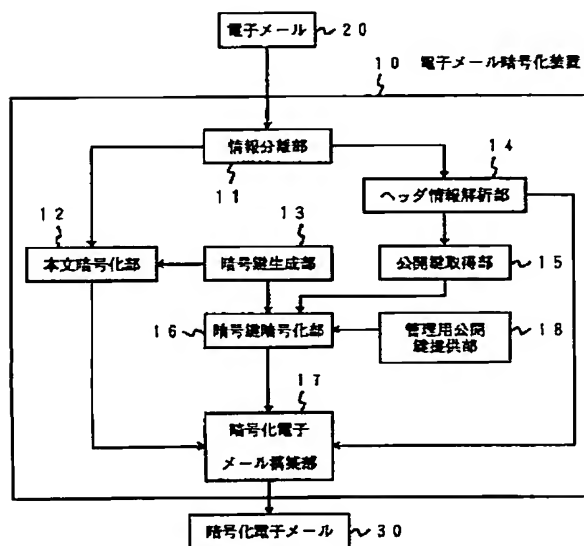 電子メール 20
10 電子メール暗号化装置
情報分離部
11
14
ヘッダ情報解析部
12
本文暗号化部
13
暗号鍵生成部
公開鍵取得部 15
16 暗号鍵暗号化部
管理用公開
鍵提供部
18
17
暗号化電子
メール構築部
暗号化電子メール 30